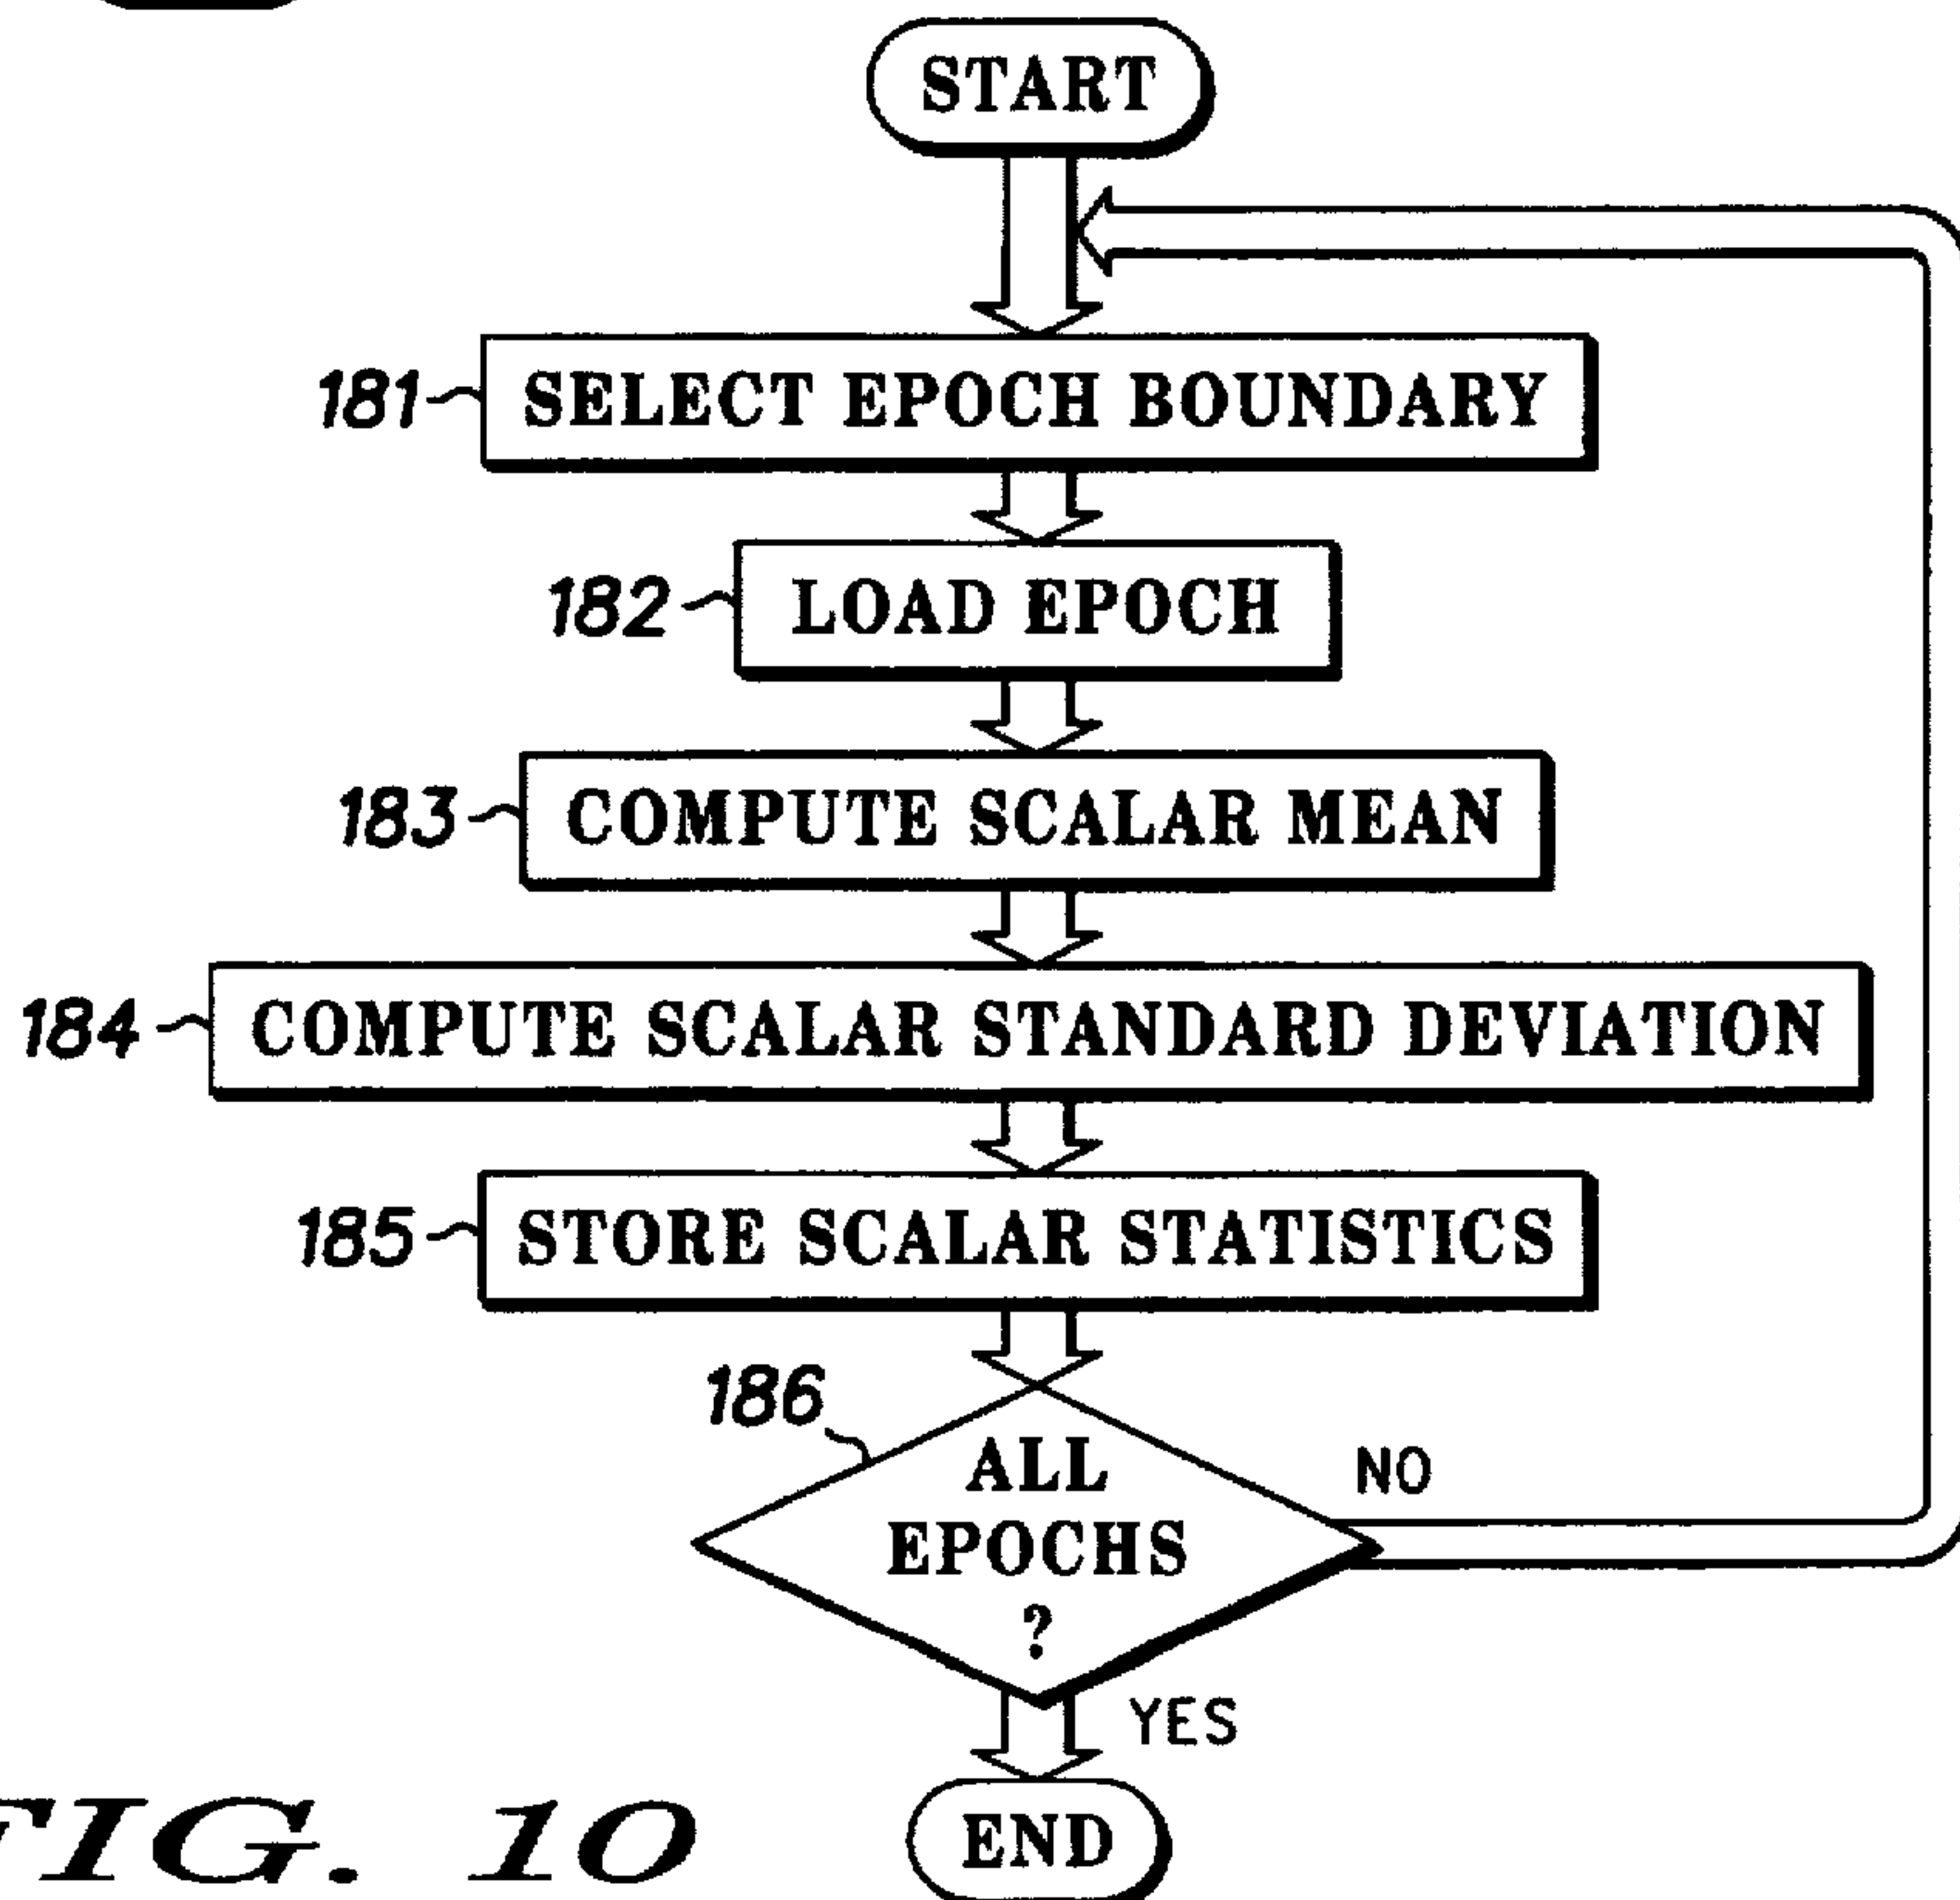 START
181 SELECT EPOCH BOUNDARY
182 LOAD EPOCH
183 COMPUTE SCALAR MEAN
184 COMPUTE SCALAR STANDARD DEVIATION
185 STORE SCALAR STATISTICS
186
ALL
EPOCHS
?
NO
YES
END
FIG. 10